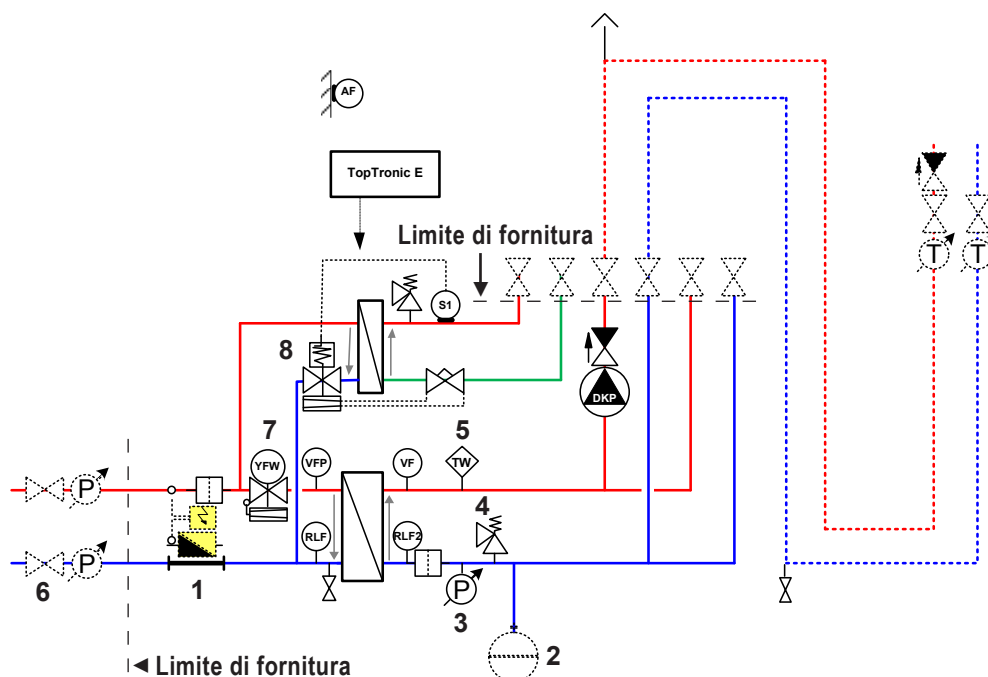 AF
TopTronic E
Limite di fornitura
S1
8
DKP
7
5
YFW
VFP
VF
TW
4
P
T
T
RLF
RLF2
P
6
1
P
3
2
Limite di fornitura